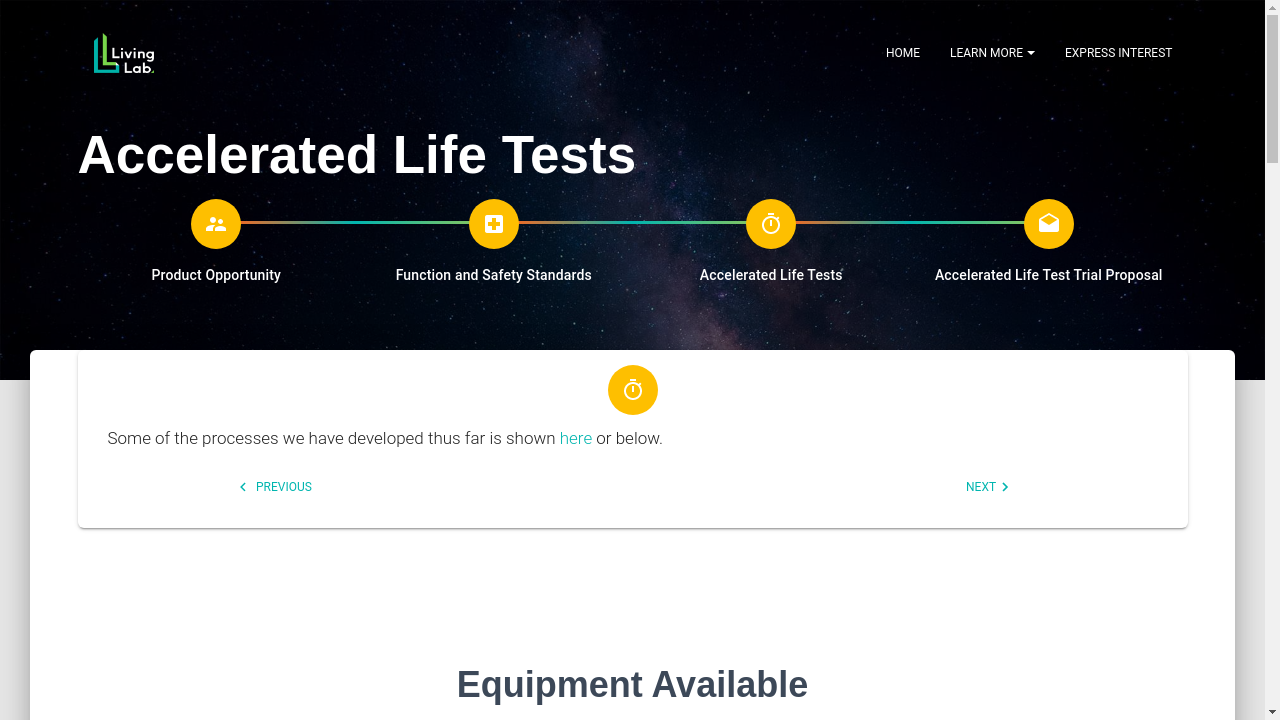 Living
Lab.
HOME
LEARN MORE
EXPRESS INTEREST
Accelerated Life Tests
Product Opportunity
Function and Safety Standards
Accelerated Life Tests
Accelerated Life Test Trial Proposal
Some of the processes we have developed thus far is shown here or below.
PREVIOUS
NEXT
Equipment Available